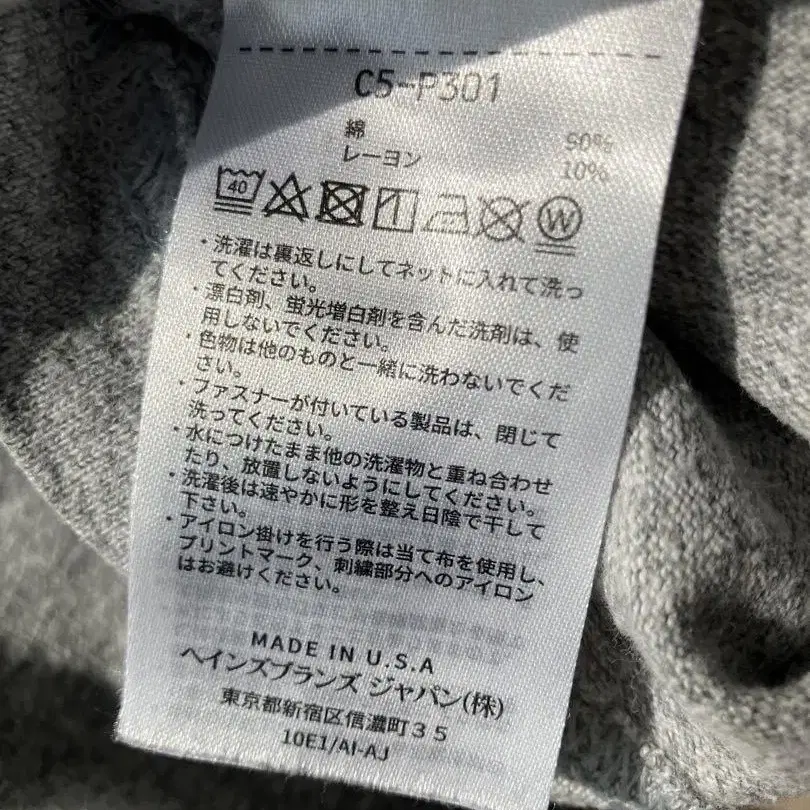 C5-P301
綿 90%
レーヨン 10%
40
W
・洗濯は裏返しにしてネットに入れて洗っ
てください。
・漂白剤、蛍光増白剤を含んだ洗剤は、使
用しないでください。
・色物は他のものと一緒に洗わないでくだ
さい。
・ファスナーが付いている製品は、閉じて
洗ってください。
・水につけたまま他の洗濯物と重ね合わせ
たり、放置しないようにしてください。
・洗濯後は速やかに形を整え日陰で干して
下さい。
・アイロン掛けを行う際は当て布を使用し、
プリントマーク、刺繍部分へのアイロン
はお避けください。
MADE IN U.S.A
ヘインズブランズ ジャパン(株)
東京都新宿区信濃町35
10E1/AI-AJ